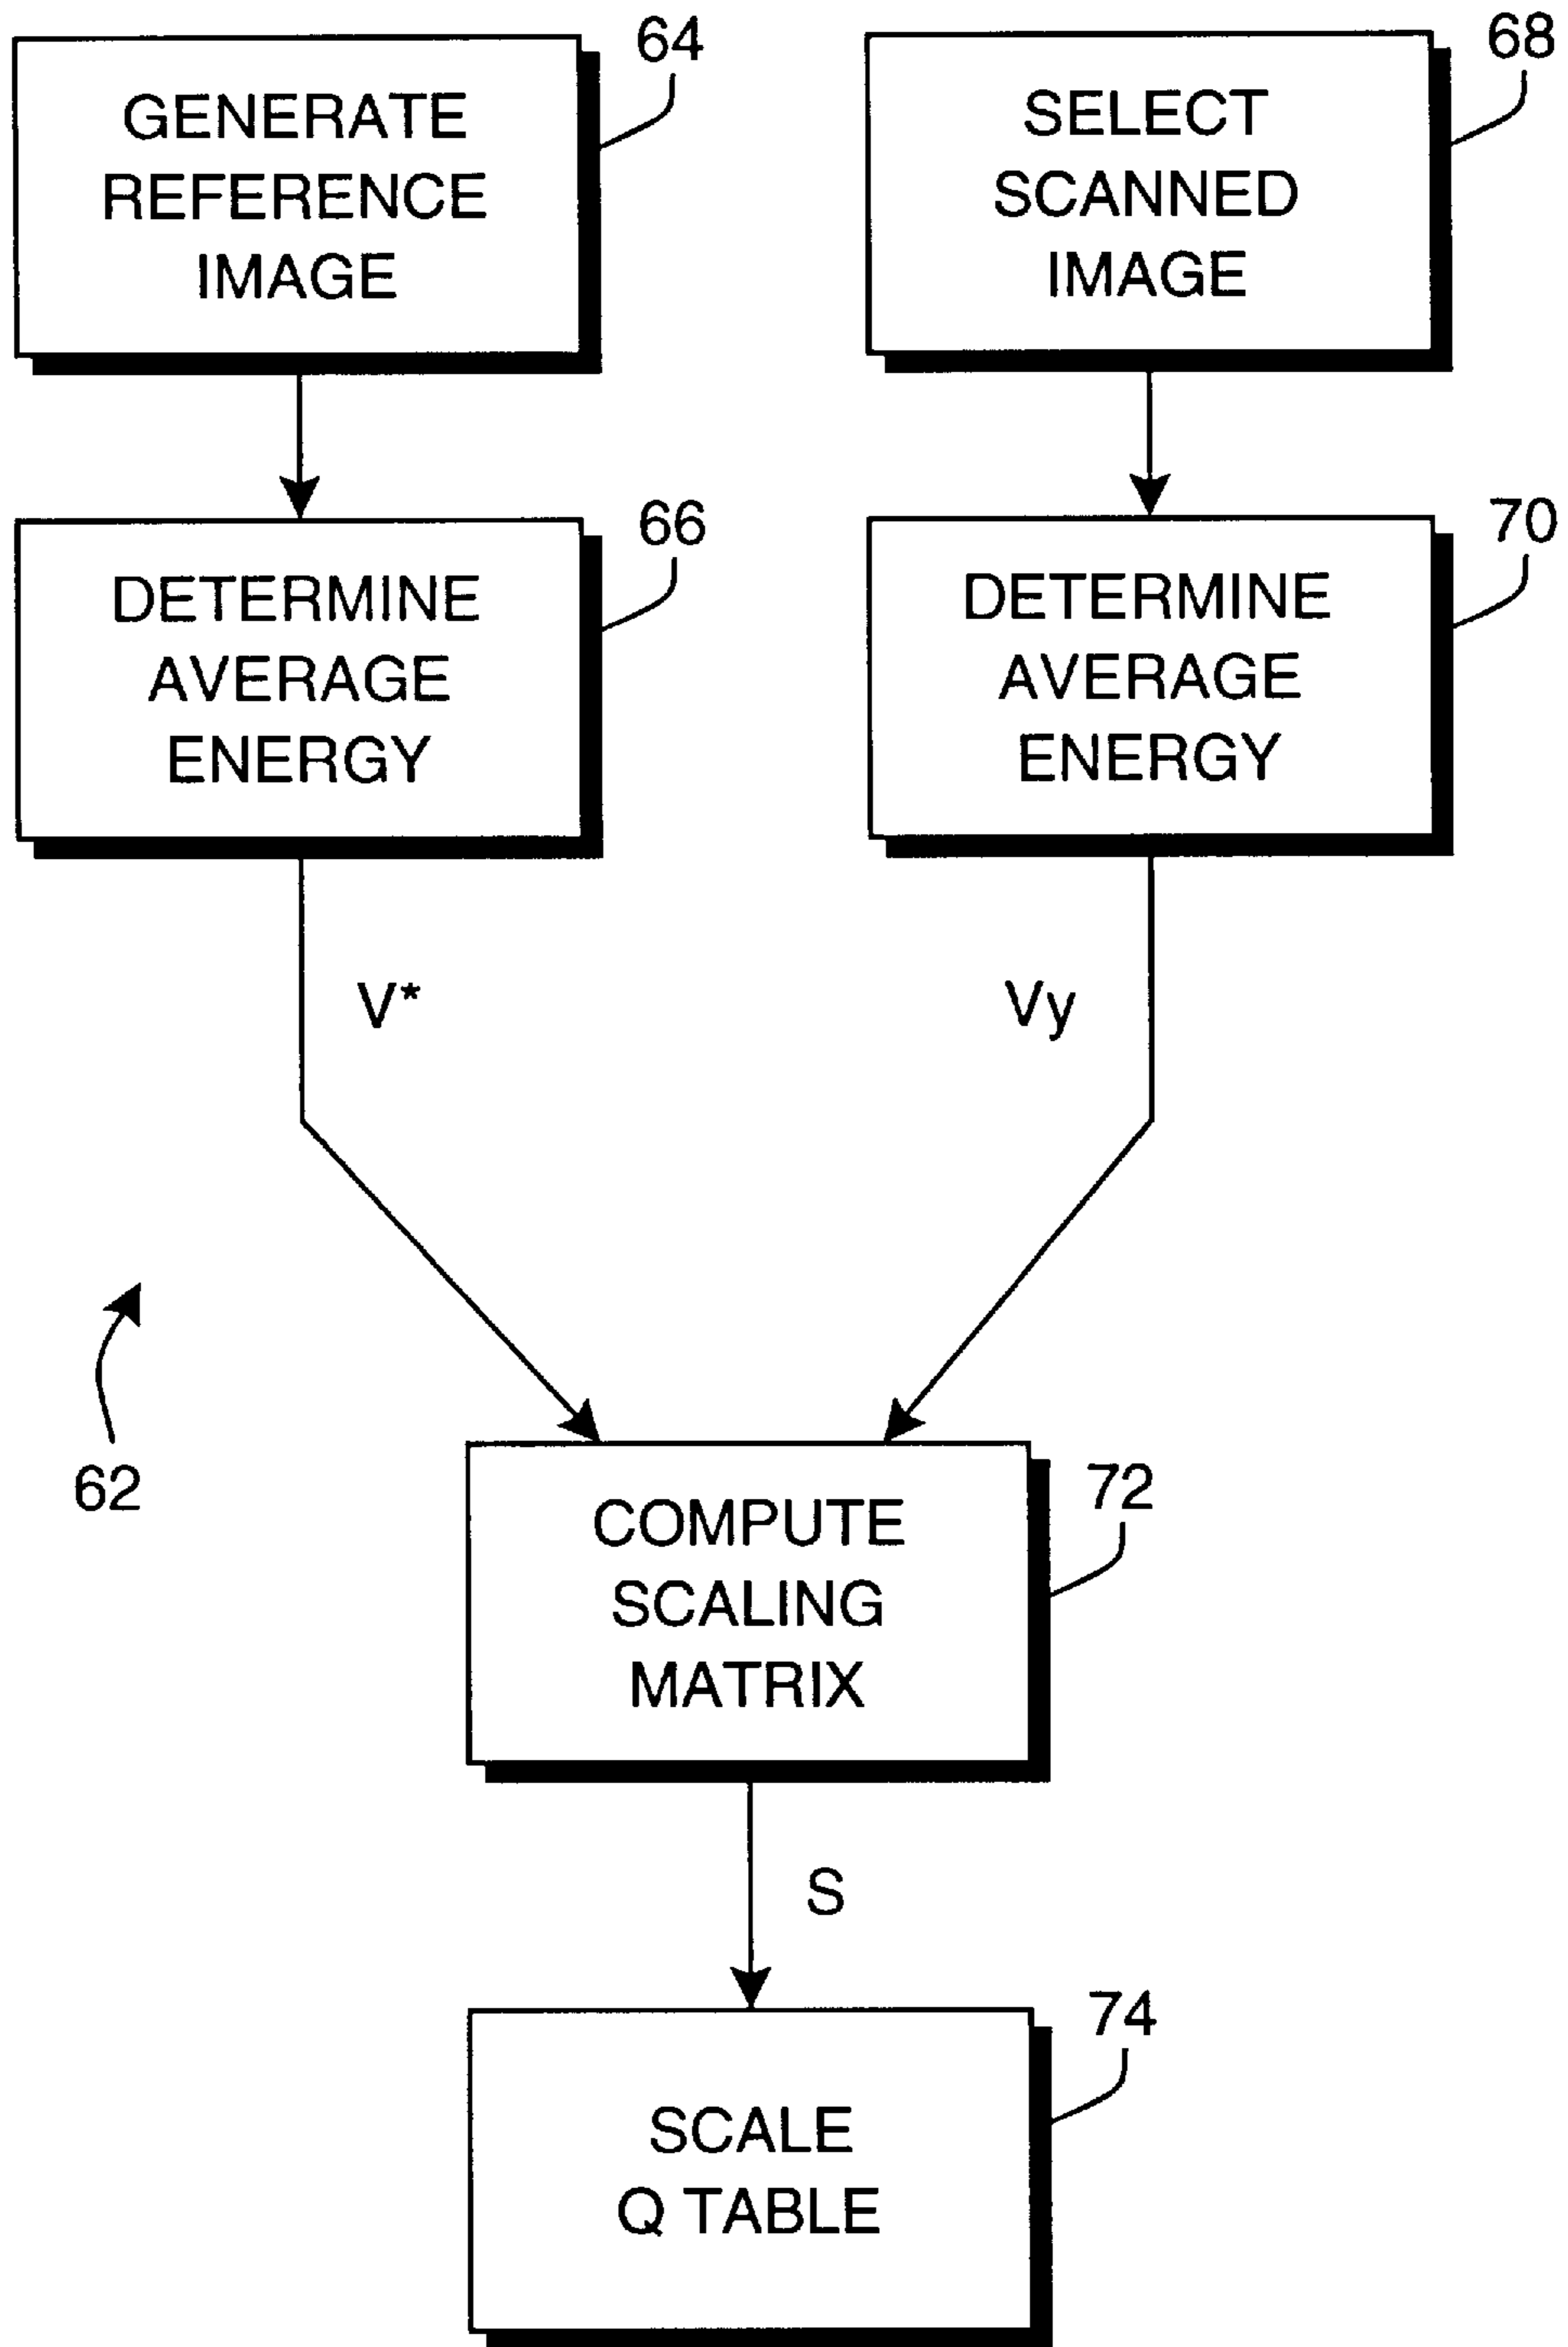 GENERATE
REFERENCE
IMAGE
64
SELECT
SCANNED
IMAGE
68
DETERMINE
AVERAGE
ENERGY
66
DETERMINE
AVERAGE
ENERGY
70
V*
Vy
62
COMPUTE
SCALING
MATRIX
72
S
SCALE
Q TABLE
74